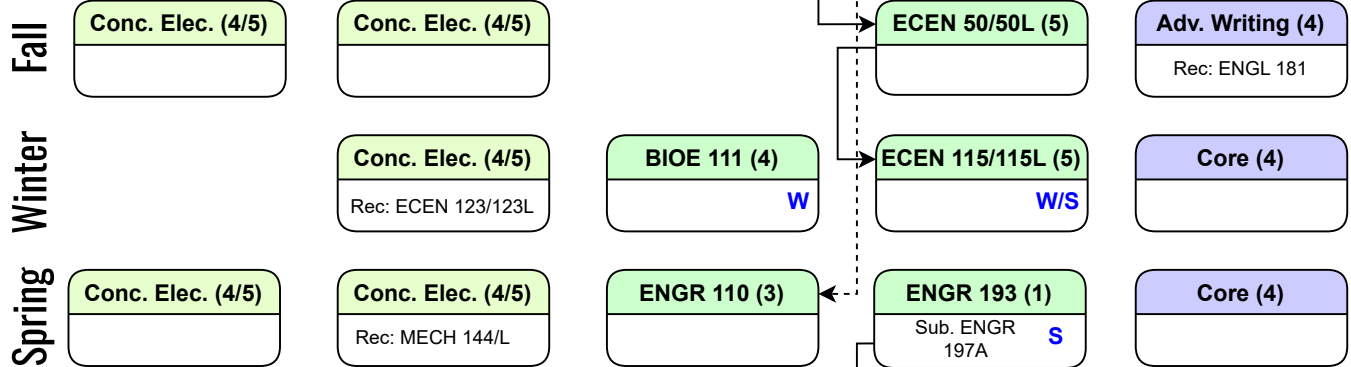 Fall
Conc. Elec. (4/5)
Conc. Elec. (4/5)
ECEN 50/50L (5)
Adv. Writing (4)
Rec: ENGL 181
Winter
Conc. Elec. (4/5)
Rec: ECEN 123/123L
BIOE 111 (4)
W
ECEN 115/115L (5)
W/S
Core (4)
Spring
Conc. Elec. (4/5)
Conc. Elec. (4/5)
Rec: MECH 144/L
ENGR 110 (3)
ENGR 193 (1)
Sub. ENGR
197A
S
Core (4)